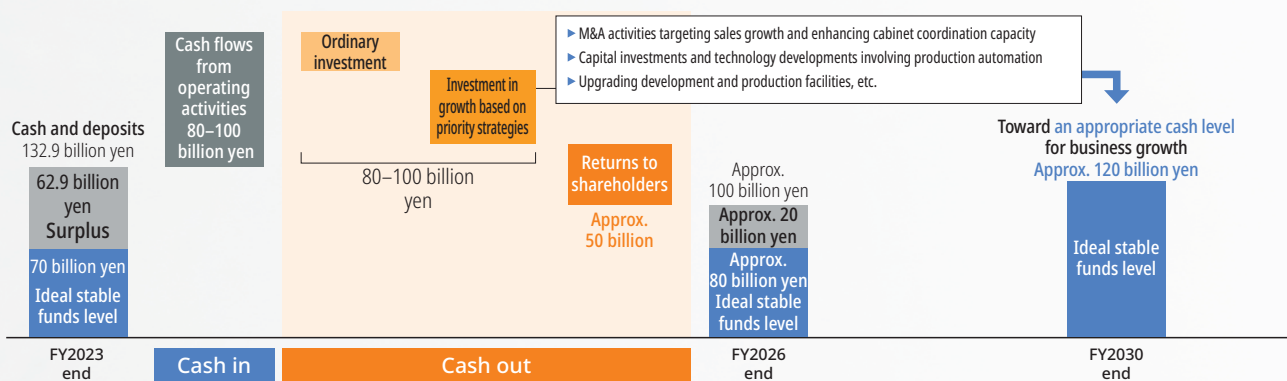 Cash and deposits
132.9 billion yen
62.9 billion
yen
Surplus
70 billion yen
Ideal stable
funds level
FY2023
end
Cash flows
from
operating
activities
80–100
billion yen
Cash in
Ordinary
investment
Investment in
growth based on
priority strategies
80–100 billion
yen
▶ M&A activities targeting sales growth and enhancing cabinet coordination capacity
▶ Capital investments and technology developments involving production automation
▶ Upgrading development and production facilities, etc.
Returns to
shareholders
Approx.
50 billion
Cash out
Approx.
100 billion yen
Approx. 20
billion yen
Approx.
80 billion yen
Ideal stable
funds level
FY2026
end
Toward an appropriate cash level
for business growth
Approx. 120 billion yen
Ideal stable
funds level
FY2030
end